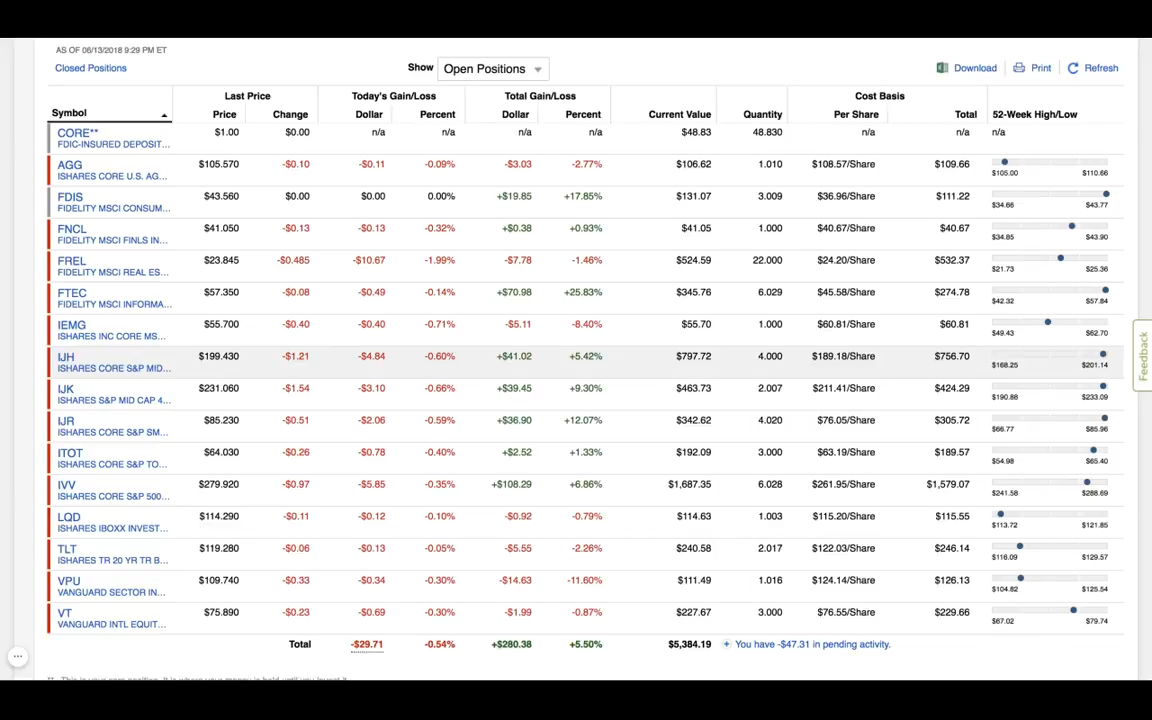 AS OF 06/13/2018 9:29 PM ET
Closed Positions
Show Open Positions
Download Print Refresh
Last Price Today's Gain/Loss Total Gain/Loss Cost Basis
Symbol Price Change Dollar Percent Dollar Percent Current Value Quantity Per Share Total 52-Week High/Low
CORE** $1.00 $0.00 n/a n/a n/a n/a $48.83 48.830 n/a n/a n/a
FDIC-INSURED DEPOSIT...
AGG $105.570 -$0.10 -$0.11 -0.09% -$3.03 -2.77% $106.62 1.010 $108.57/Share $109.66
ISHARES CORE U.S. AG... $105.00 $110.66
FDIS $43.560 $0.00 $0.00 0.00% +$19.85 +17.85% $131.07 3.009 $36.96/Share $111.22
FIDELITY MSCI CONSUM... $34.66 $43.77
FNCL $41.050 -$0.13 -$0.13 -0.32% +$0.38 +0.93% $41.05 1.000 $40.67/Share $40.67
FIDELITY MSCI FINLS IN... $34.85 $43.90
FREL $23.845 -$0.485 -$10.67 -1.99% -$7.78 -1.46% $524.59 22.000 $24.20/Share $532.37
FIDELITY MSCI REAL ES... $21.73 $25.36
FTEC $57.350 -$0.08 -$0.49 -0.14% +$70.98 +25.83% $345.76 6.029 $45.58/Share $274.78
FIDELITY MSCI INFORMA... $42.32 $57.84
IEMG $55.700 -$0.40 -$0.40 -0.71% -$5.11 -8.40% $55.70 1.000 $60.81/Share $60.81
ISHARES INC CORE MS... $49.43 $62.70
IJH $199.430 -$1.21 -$4.84 -0.60% +$41.02 +5.42% $797.72 4.000 $189.18/Share $756.70
ISHARES CORE S&P MID... $168.25 $201.14
IJK $231.060 -$1.54 -$3.10 -0.66% +$39.45 +9.30% $463.73 2.007 $211.41/Share $424.29
ISHARES S&P MID CAP 4... $190.88 $233.09
IJR $85.230 -$0.51 -$2.06 -0.59% +$36.90 +12.07% $342.62 4.020 $76.05/Share $305.72
ISHARES CORE S&P SM... $66.77 $85.96
ITOT $64.030 -$0.26 -$0.78 -0.40% +$2.52 +1.33% $192.09 3.000 $63.19/Share $189.57
ISHARES CORE S&P TO... $54.98 $65.40
IVV $279.920 -$0.97 -$5.85 -0.35% +$108.29 +6.86% $1,687.35 6.028 $261.95/Share $1,579.07
ISHARES CORE S&P 500... $241.58 $288.69
LQD $114.290 -$0.11 -$0.12 -0.10% -$0.92 -0.79% $114.63 1.003 $115.20/Share $115.55
ISHARES IBOXX INVEST... $113.72 $121.85
TLT $119.280 -$0.06 -$0.13 -0.05% -$5.55 -2.26% $240.58 2.017 $122.03/Share $246.14
ISHARES TR 20 YR TR B... $116.09 $129.57
VPU $109.740 -$0.33 -$0.34 -0.30% -$14.63 -11.60% $111.49 1.016 $124.14/Share $126.13
VANGUARD SECTOR IN... $104.82 $125.54
VT $75.890 -$0.23 -$0.69 -0.30% -$1.99 -0.87% $227.67 3.000 $76.55/Share $229.66
VANGUARD INTL EQUIT... $67.02 $79.74
Total -$29.71 -0.54% +$280.38 +5.50% $5,384.19 You have -$47.31 in pending activity.
** This is your core position. It is where your money is held until you invest it
Feedback